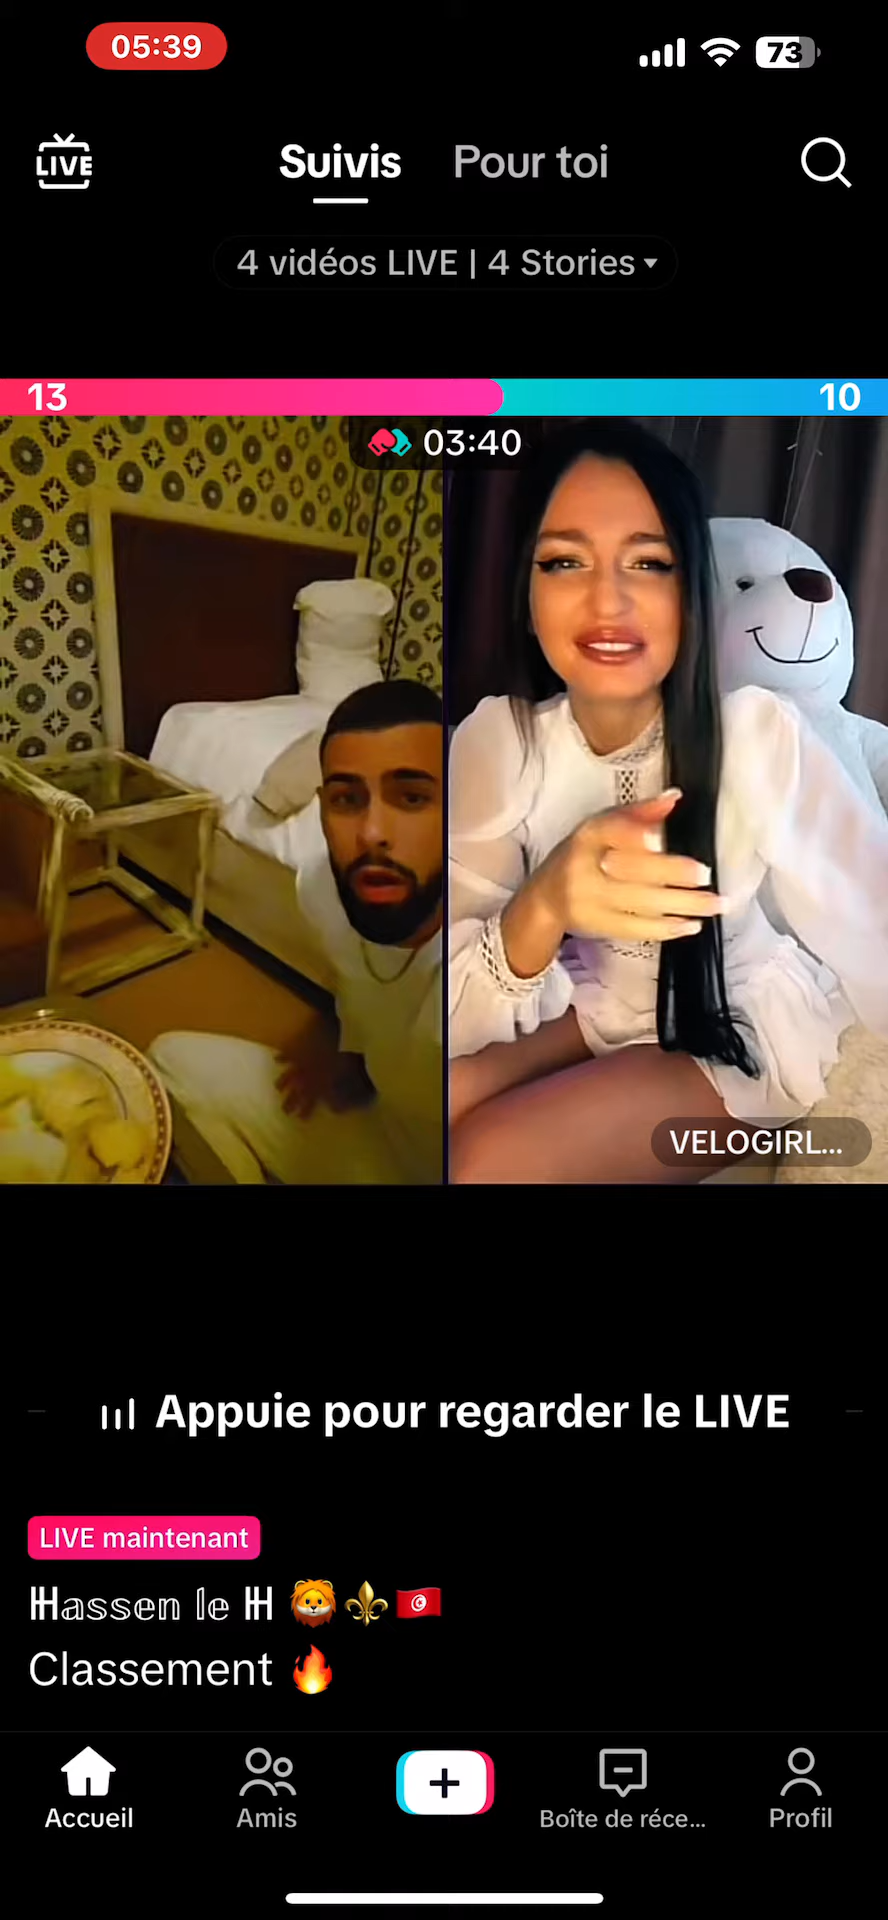 05:39
73
LIVE
Suivis
Pour toi
4 vidéos LIVE | 4 Stories
13
10
03:40
VELOGIRL...
Appuie pour regarder le LIVE
LIVE maintenant
ℍassen le ℍ 🦁⚜️🇹🇳
Classement 🔥
Accueil
Amis
Boîte de réce...
Profil